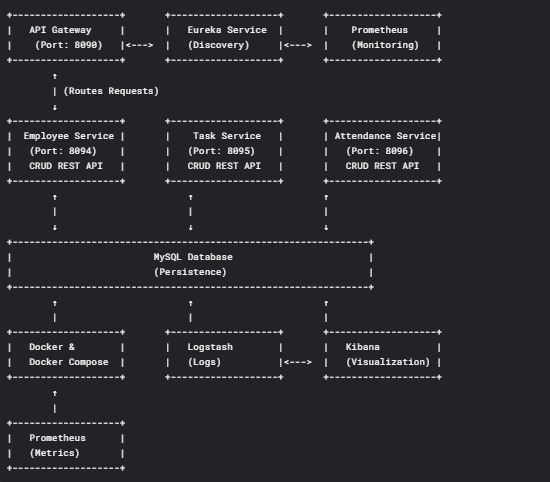 +-------------------+       +--------------------+       +-------------------+
|   API Gateway     |       |   Eureka Service   |       |    Prometheus     |
|    (Port: 8090)   |<--->  |   (Discovery)      |<--->  |   (Monitoring)    |
+-------------------+       +--------------------+       +-------------------+
        ↑
        | (Routes Requests)
        ↓
+-------------------+       +--------------------+       +-------------------+
|  Employee Service |       |    Task Service    |       | Attendance Service|
|   (Port: 8094)    |       |   (Port: 8095)     |       |   (Port: 8096)    |
|   CRUD REST API   |       |   CRUD REST API    |       |   CRUD REST API   |
+-------------------+       +--------------------+       +-------------------+
        ↑                       ↑                       ↑
        |                       |                       |
        ↓                       ↓                       ↓
+---------------------------------------------------------------+
|                         MySQL Database                        |
|                         (Persistence)                         |
+---------------------------------------------------------------+
        ↑                       ↑                       ↑
        |                       |                       |
+-------------------+       +--------------------+       +-------------------+
|   Docker &        |       |   Logstash         |       |   Kibana          |
|   Docker Compose  |       |   (Logs)           |<--->  |   (Visualization) |
+-------------------+       +--------------------+       +-------------------+
        ↑
        |
+-------------------+
|   Prometheus      |
|   (Metrics)       |
+-------------------+